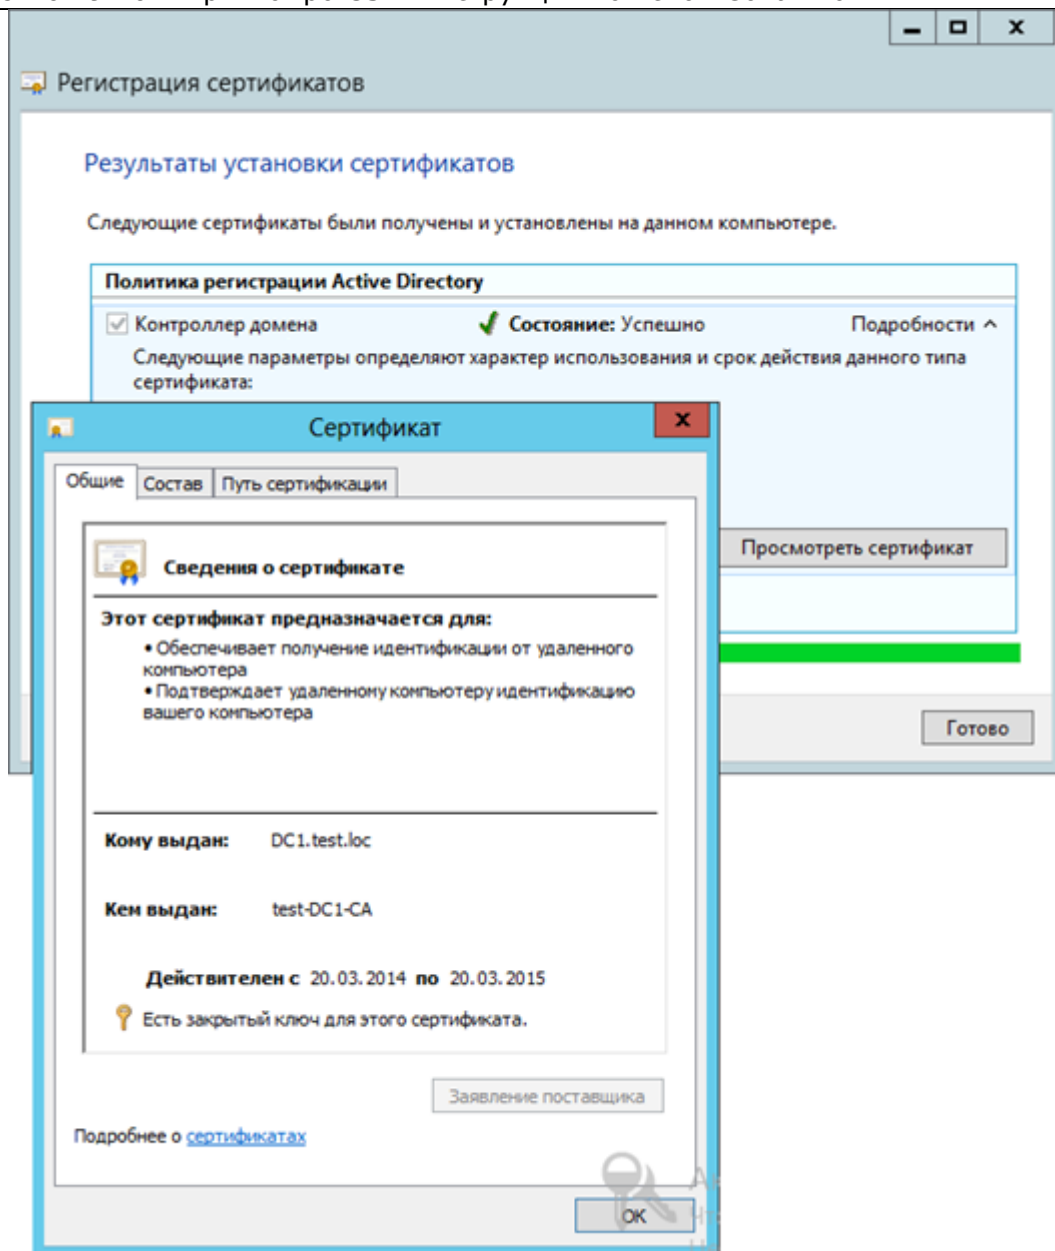 Регистрация сертификатов
Результаты установки сертификатов
Следующие сертификаты были получены и установлены на данном компьютере.
Политика регистрации Active Directory
Контроллер домена Состояние: Успешно Подробности
Следующие параметры определяют характер использования и срок действия данного типа
сертификата:
Сертификат
Общие Состав Путь сертификации
Просмотреть сертификат
Сведения о сертификате
Этот сертификат предназначается для:
• Обеспечивает получение идентификации от удаленного
компьютера
• Подтверждает удаленному компьютеру идентификацию
вашего компьютера
Готово
Кому выдан: DC1.test.loc
Кем выдан: test-DC1-CA
Действителен с 20.03.2014 по 20.03.2015
Есть закрытый ключ для этого сертификата.
Заявление поставщика
Подробнее о сертификатах
OK